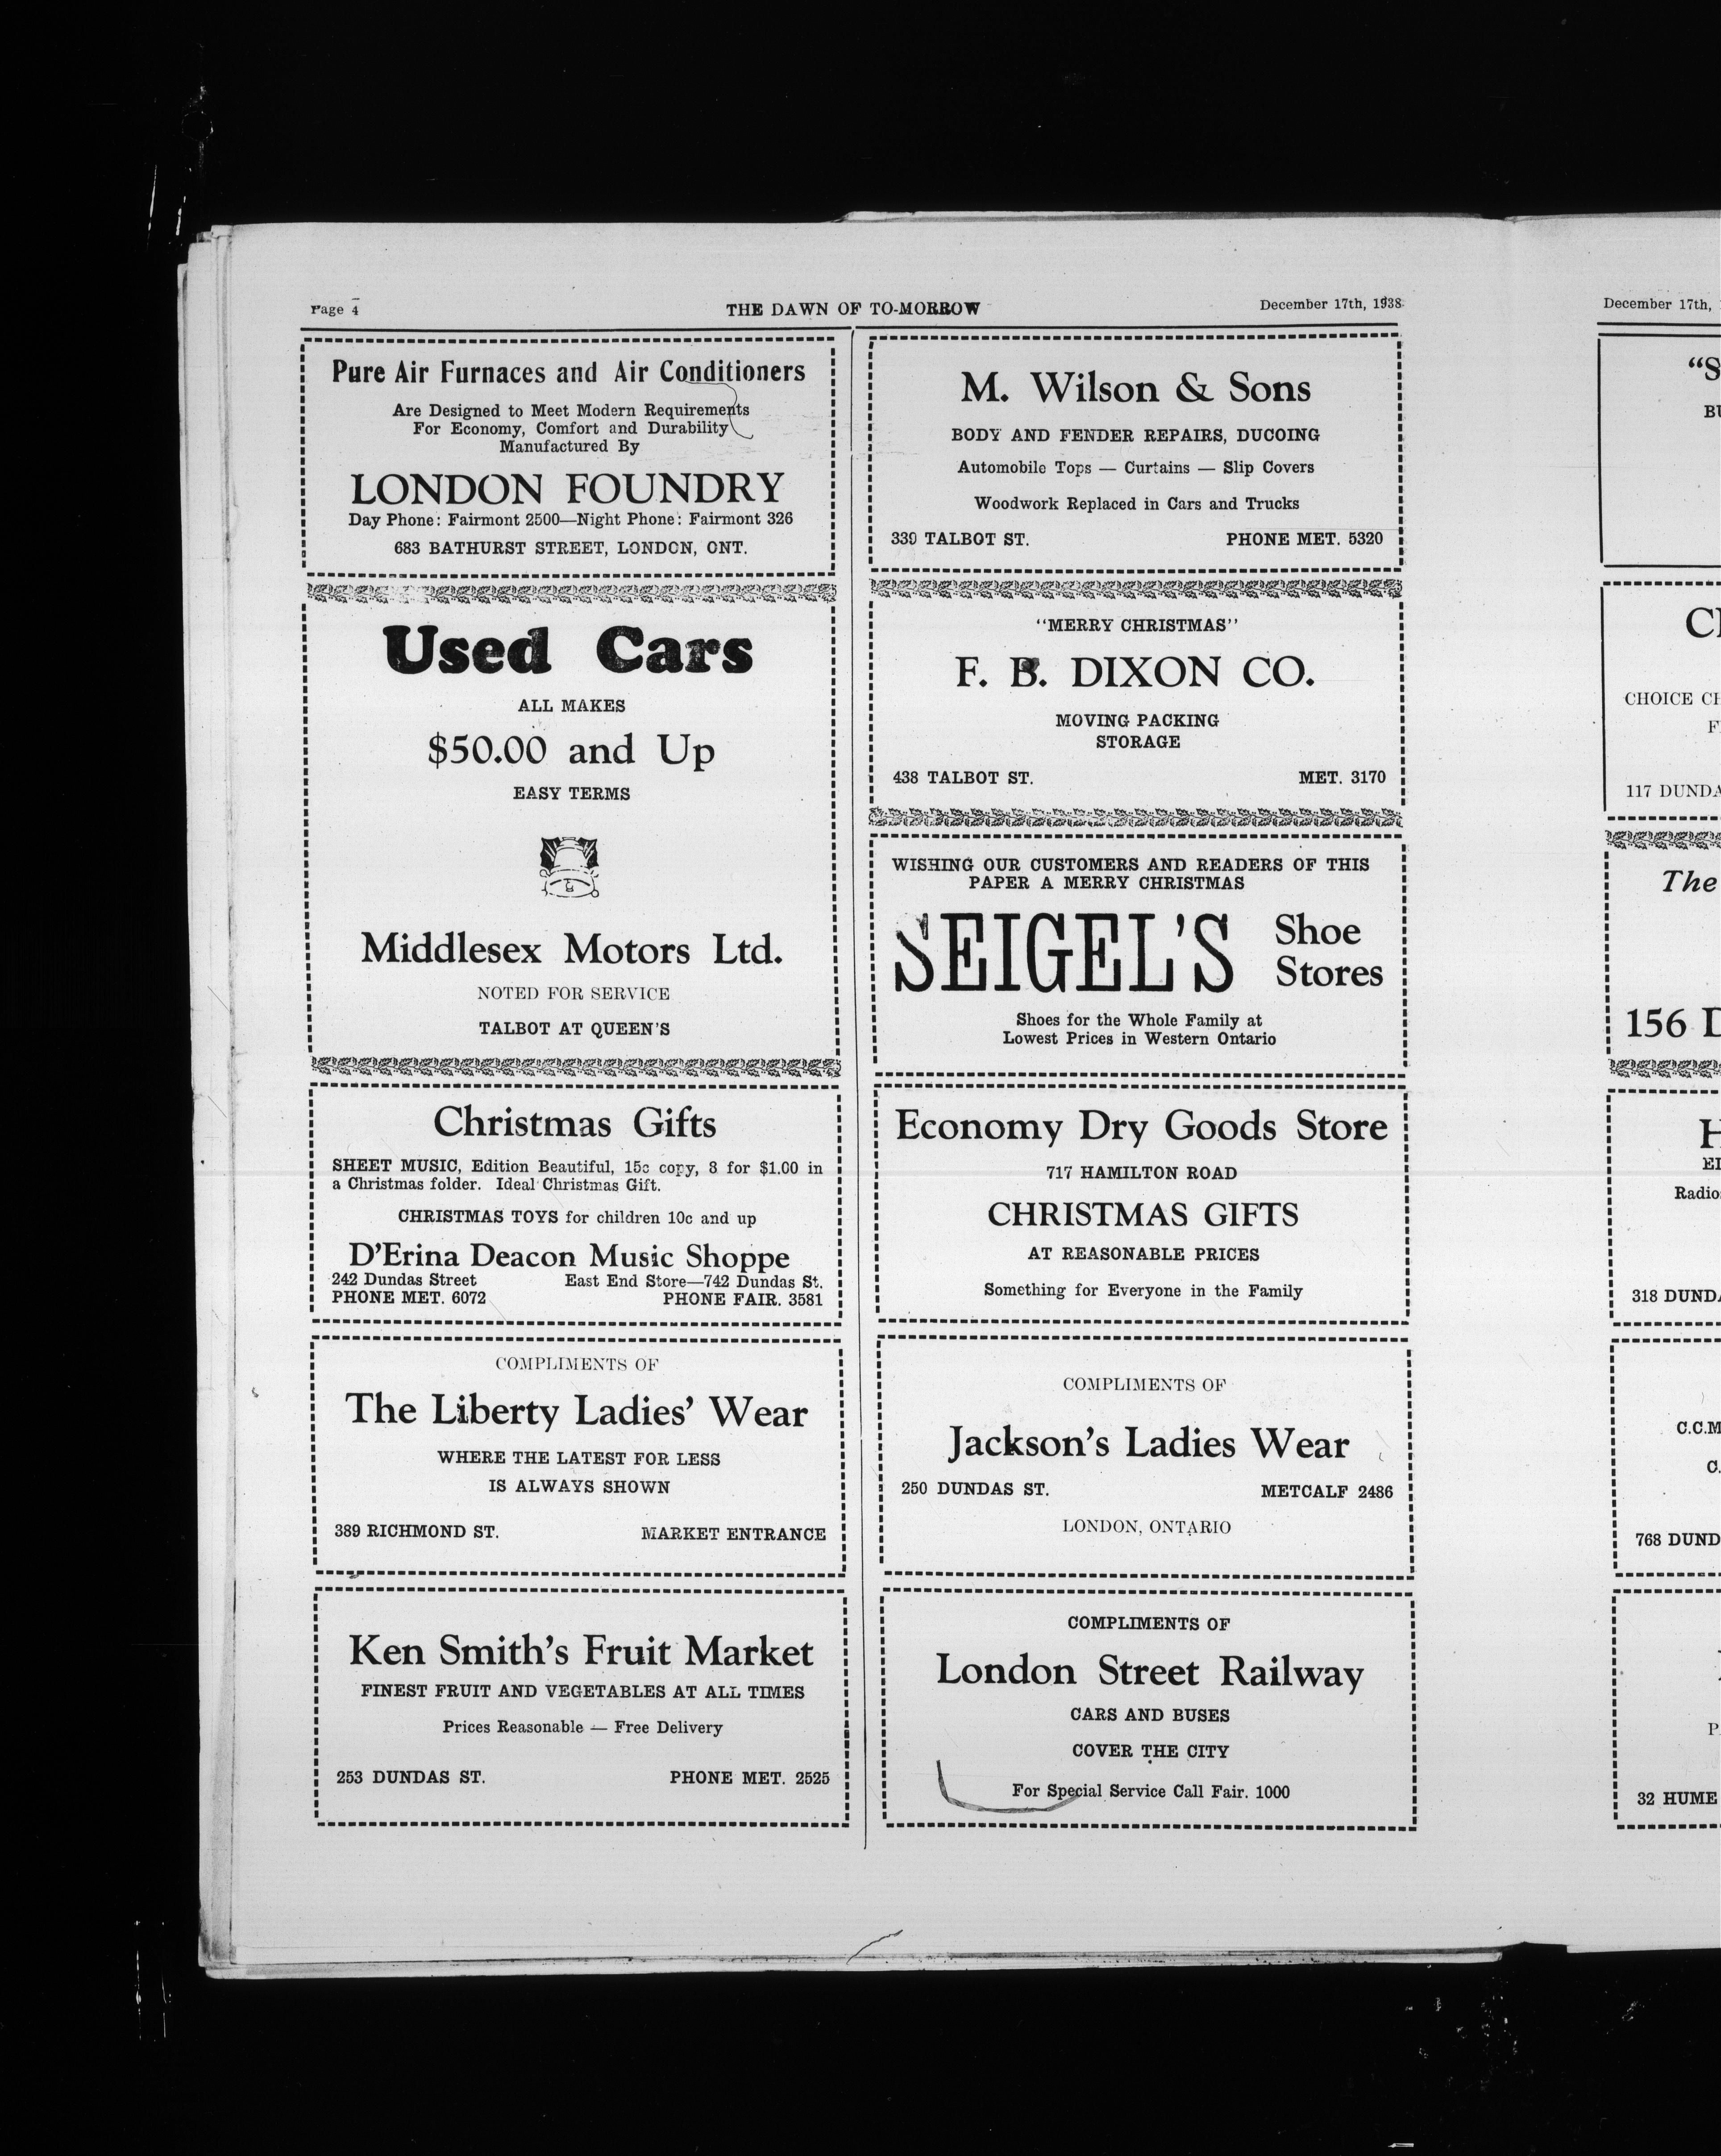 Page 4
THE DAWN OF TO-MORROW
December 17th, 1938
Pure Air Furnaces and Air Conditioners
Are Designed to Meet Modern Requirements
For Economy, Comfort and Durability
Manufactured By
LONDON FOUNDRY
Day Phone: Fairmont 2500—Night Phone: Fairmont 326
683 BATHURST STREET, LONDON, ONT.
Used Cars
ALL MAKES
$50.00 and Up
EASY TERMS
Middlesex Motors Ltd.
NOTED FOR SERVICE
TALBOT AT QUEEN'S
Christmas Gifts
SHEET MUSIC, Edition Beautiful, 15c copy, 8 for $1.00 in
a Christmas folder. Ideal Christmas Gift.
CHRISTMAS TOYS for children 10c and up
D'Erina Deacon Music Shoppe
242 Dundas Street East End Store—742 Dundas St.
PHONE MET. 6072 PHONE FAIR. 3581
COMPLIMENTS OF
The Liberty Ladies' Wear
WHERE THE LATEST FOR LESS
IS ALWAYS SHOWN
389 RICHMOND ST. MARKET ENTRANCE
Ken Smith's Fruit Market
FINEST FRUIT AND VEGETABLES AT ALL TIMES
Prices Reasonable — Free Delivery
253 DUNDAS ST. PHONE MET. 2525
M. Wilson & Sons
BODY AND FENDER REPAIRS, DUCOING
Automobile Tops — Curtains — Slip Covers
Woodwork Replaced in Cars and Trucks
339 TALBOT ST. PHONE MET. 5320
"MERRY CHRISTMAS"
F. B. DIXON CO.
MOVING PACKING
STORAGE
438 TALBOT ST. MET. 3170
WISHING OUR CUSTOMERS AND READERS OF THIS
PAPER A MERRY CHRISTMAS
SEIGEL'S Shoe
Stores
Shoes for the Whole Family at
Lowest Prices in Western Ontario
Economy Dry Goods Store
717 HAMILTON ROAD
CHRISTMAS GIFTS
AT REASONABLE PRICES
Something for Everyone in the Family
COMPLIMENTS OF
Jackson's Ladies Wear
250 DUNDAS ST. METCALF 2486
LONDON, ONTARIO
COMPLIMENTS OF
London Street Railway
CARS AND BUSES
COVER THE CITY
For Special Service Call Fair. 1000
December 17th,
CHOICE
117
The
156
318
768
32 HUME